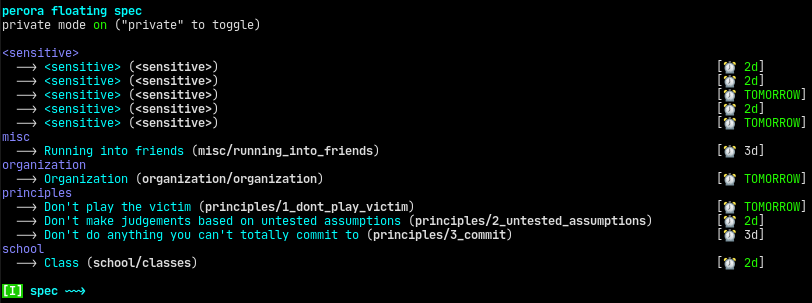 perora floating spec
private mode on ("private" to toggle)
<sensitive>
—→ <sensitive> (<sensitive>) [⏰ 2d]
—→ <sensitive> (<sensitive>) [⏰ 2d]
—→ <sensitive> (<sensitive>) [⏰ TOMORROW]
—→ <sensitive> (<sensitive>) [⏰ 2d]
—→ <sensitive> (<sensitive>) [⏰ TOMORROW]
misc
—→ Running into friends (misc/running_into_friends) [⏰ 3d]
organization
—→ Organization (organization/organization) [⏰ TOMORROW]
principles
—→ Don't play the victim (principles/1_dont_play_victim) [⏰ TOMORROW]
—→ Don't make judgements based on untested assumptions (principles/2_untested_assumptions) [⏰ 2d]
—→ Don't do anything you can't totally commit to (principles/3_commit) [⏰ 3d]
school
—→ Class (school/classes) [⏰ 2d]
[I] spec ~~>